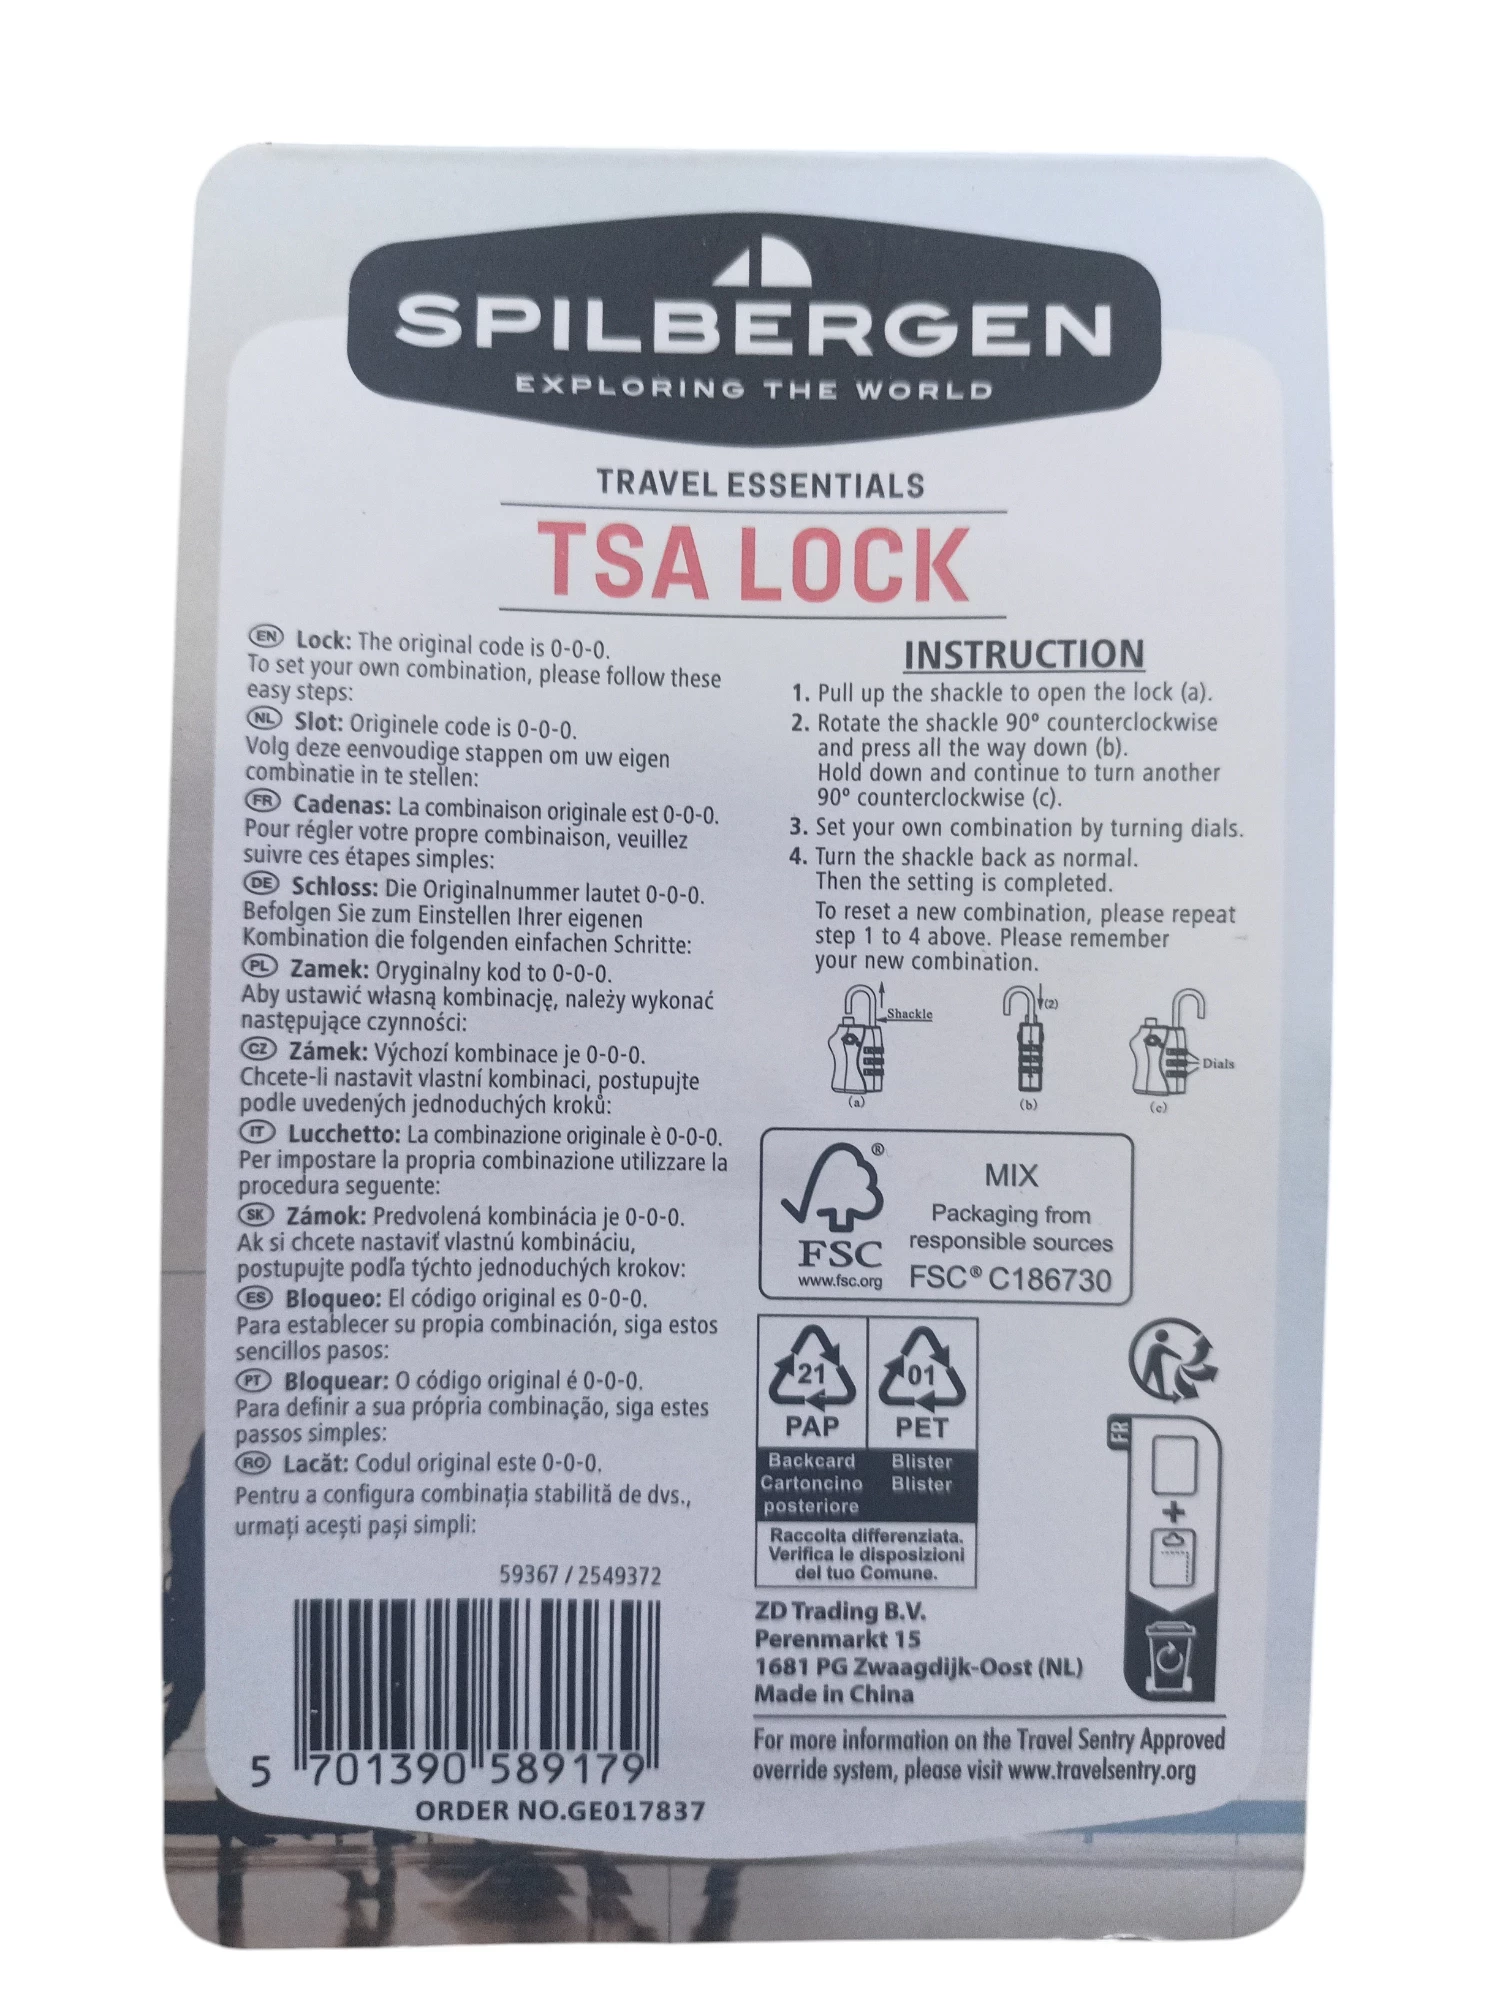 SPILBERGEN
EXPLORING THE WORLD
TRAVEL ESSENTIALS
TSA LOCK
EN Lock: The original code is 0-0-0.
To set your own combination, please follow these
easy steps:
NL Slot: Originele code is 0-0-0.
Volg deze eenvoudige stappen om uw eigen
combinatie in te stellen:
FR Cadenas: La combinaison originale est 0-0-0.
Pour régler votre propre combinaison, veuillez
suivre ces étapes simples:
DE Schloss: Die Originalnummer lautet 0-0-0.
Befolgen Sie zum Einstellen Ihrer eigenen
Kombination die folgenden einfachen Schritte:
PL Zamek: Oryginalny kod to 0-0-0.
Aby ustawić własną kombinację, należy wykonać
następujące czynności:
CZ Zámek: Výchozí kombinace je 0-0-0.
Chcete-li nastavit vlastní kombinaci, postupujte
podle uvedených jednoduchých kroků:
IT Lucchetto: La combinazione originale è 0-0-0.
Per impostare la propria combinazione utilizzare la
procedura seguente:
SK Zámok: Predvolená kombinácia je 0-0-0.
Ak si chcete nastaviť vlastnú kombináciu,
postupujte podľa týchto jednoduchých krokov:
ES Bloqueo: El código original es 0-0-0.
Para establecer su propia combinación, siga estos
sencillos pasos:
PT Bloquear: O código original é 0-0-0.
Para definir a sua própria combinação, siga estes
passos simples:
RO Lacăt: Codul original este 0-0-0.
Pentru a configura combinația stabilită de dvs.,
urmați acești pași simpli:
59367 / 2549372
5 701390 589179
ORDER NO.GE017837
INSTRUCTION
1. Pull up the shackle to open the lock (a).
2. Rotate the shackle 90º counterclockwise
and press all the way down (b).
Hold down and continue to turn another
90º counterclockwise (c).
3. Set your own combination by turning dials.
4. Turn the shackle back as normal.
Then the setting is completed.
To reset a new combination, please repeat
step 1 to 4 above. Please remember
your new combination.
Shackle
(2)
Dials
(a)
(b)
(c)
®
FSC
www.fsc.org
MIX
Packaging from
responsible sources
FSC® C186730
21
PAP
01
PET
Backcard
Cartoncino
posteriore
Blister
Blister
Raccolta differenziata.
Verifica le disposizioni
del tuo Comune.
FR
+
ZD Trading B.V.
Perenmarkt 15
1681 PG Zwaagdijk-Oost (NL)
Made in China
For more information on the Travel Sentry Approved
override system, please visit www.travelsentry.org